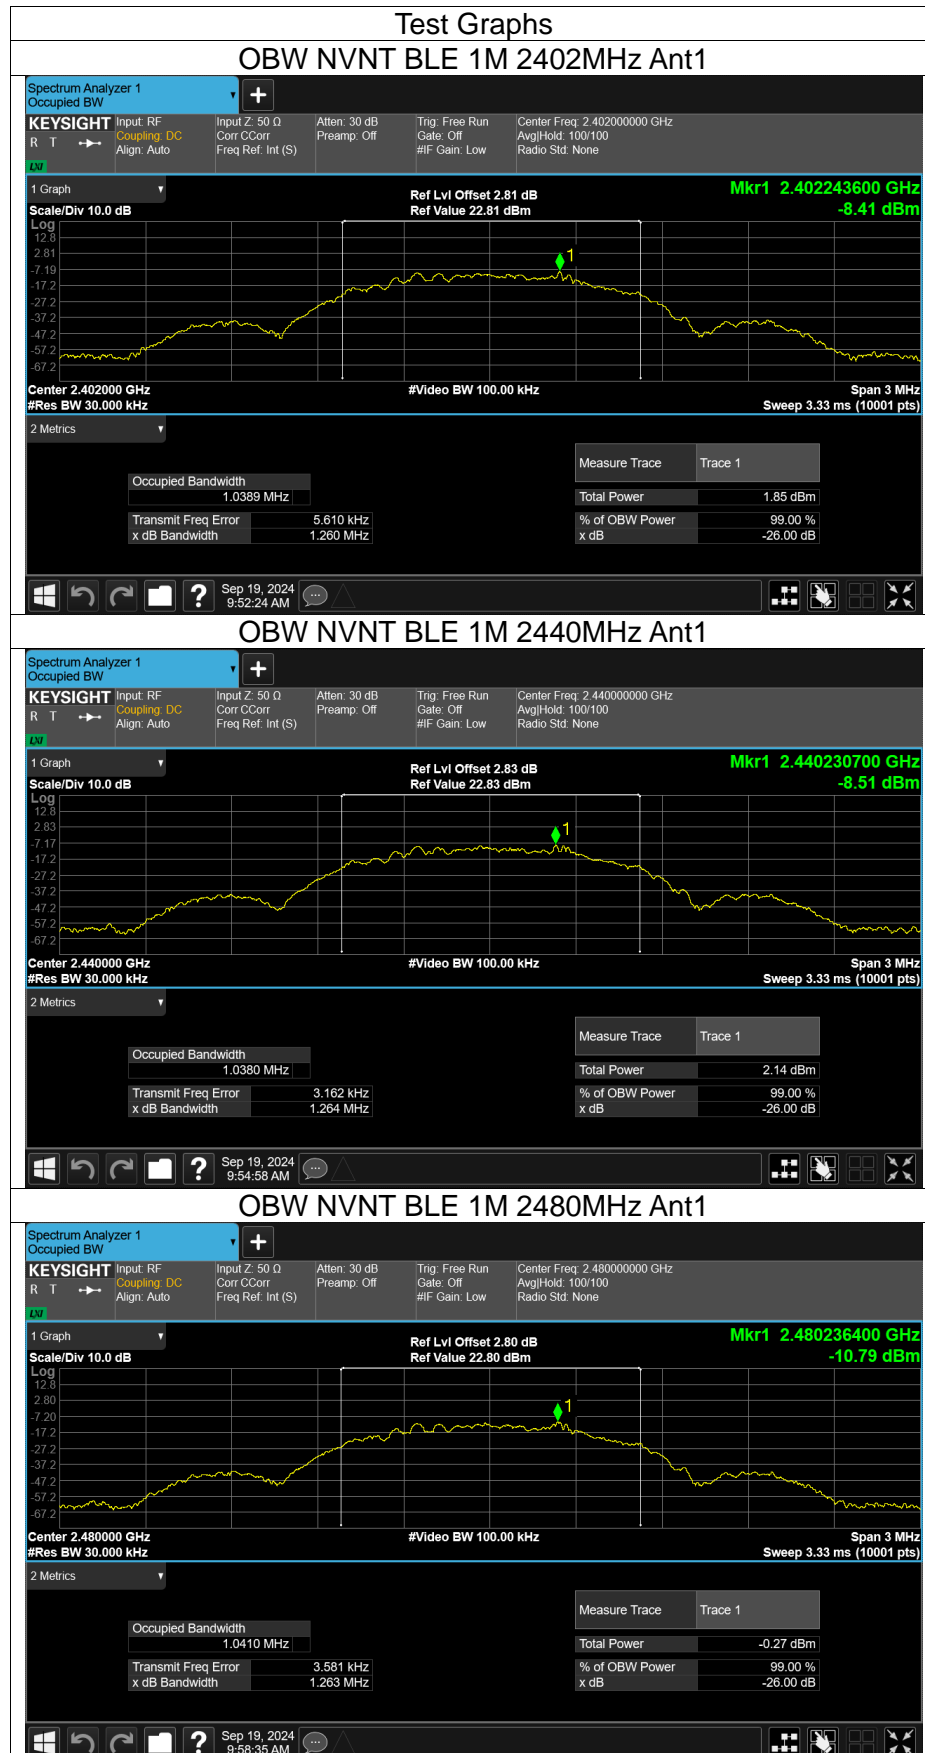 Test Graphs
OBW NVNT BLE 1M 2402MHz Ant1
Spectrum Analyzer 1
Occupied BW
+
KEYSIGHT Input: RF Input Z: 50 Ω Atten: 30 dB Trig: Free Run Center Freq: 2.402000000 GHz
R T Coupling: DC Corr CCorr Preamp: Off Gate: Off Avg|Hold: 100/100
Align: Auto Freq Ref: Int (S) #IF Gain: Low Radio Std: None
LXI
1 Graph Ref Lvl Offset 2.81 dB Mkr1 2.402243600 GHz
Scale/Div 10.0 dB Ref Value 22.81 dBm -8.41 dBm
Log
12.8
2.81
1
-7.19
-17.2
-27.2
-37.2
-47.2
-57.2
-67.2
Center 2.402000 GHz #Video BW 100.00 kHz Span 3 MHz
#Res BW 30.000 kHz Sweep 3.33 ms (10001 pts)
2 Metrics
Measure Trace Trace 1
Occupied Bandwidth
1.0389 MHz Total Power 1.85 dBm
Transmit Freq Error 5.610 kHz % of OBW Power 99.00 %
x dB Bandwidth 1.260 MHz x dB -26.00 dB
? Sep 19, 2024
9:52:24 AM
OBW NVNT BLE 1M 2440MHz Ant1
Spectrum Analyzer 1
Occupied BW
+
KEYSIGHT Input: RF Input Z: 50 Ω Atten: 30 dB Trig: Free Run Center Freq: 2.440000000 GHz
R T Coupling: DC Corr CCorr Preamp: Off Gate: Off Avg|Hold: 100/100
Align: Auto Freq Ref: Int (S) #IF Gain: Low Radio Std: None
LXI
1 Graph Ref Lvl Offset 2.83 dB Mkr1 2.440230700 GHz
Scale/Div 10.0 dB Ref Value 22.83 dBm -8.51 dBm
Log
12.8
2.83
1
-7.17
-17.2
-27.2
-37.2
-47.2
-57.2
-67.2
Center 2.440000 GHz #Video BW 100.00 kHz Span 3 MHz
#Res BW 30.000 kHz Sweep 3.33 ms (10001 pts)
2 Metrics
Measure Trace Trace 1
Occupied Bandwidth
1.0380 MHz Total Power 2.14 dBm
Transmit Freq Error 3.162 kHz % of OBW Power 99.00 %
x dB Bandwidth 1.264 MHz x dB -26.00 dB
? Sep 19, 2024
9:54:58 AM
OBW NVNT BLE 1M 2480MHz Ant1
Spectrum Analyzer 1
Occupied BW
+
KEYSIGHT Input: RF Input Z: 50 Ω Atten: 30 dB Trig: Free Run Center Freq: 2.480000000 GHz
R T Coupling: DC Corr CCorr Preamp: Off Gate: Off Avg|Hold: 100/100
Align: Auto Freq Ref: Int (S) #IF Gain: Low Radio Std: None
LXI
1 Graph Ref Lvl Offset 2.80 dB Mkr1 2.480236400 GHz
Scale/Div 10.0 dB Ref Value 22.80 dBm -10.79 dBm
Log
12.8
2.80
1
-7.20
-17.2
-27.2
-37.2
-47.2
-57.2
-67.2
Center 2.480000 GHz #Video BW 100.00 kHz Span 3 MHz
#Res BW 30.000 kHz Sweep 3.33 ms (10001 pts)
2 Metrics
Measure Trace Trace 1
Occupied Bandwidth
1.0410 MHz Total Power -0.27 dBm
Transmit Freq Error 3.581 kHz % of OBW Power 99.00 %
x dB Bandwidth 1.263 MHz x dB -26.00 dB
? Sep 19, 2024
9:58:35 AM